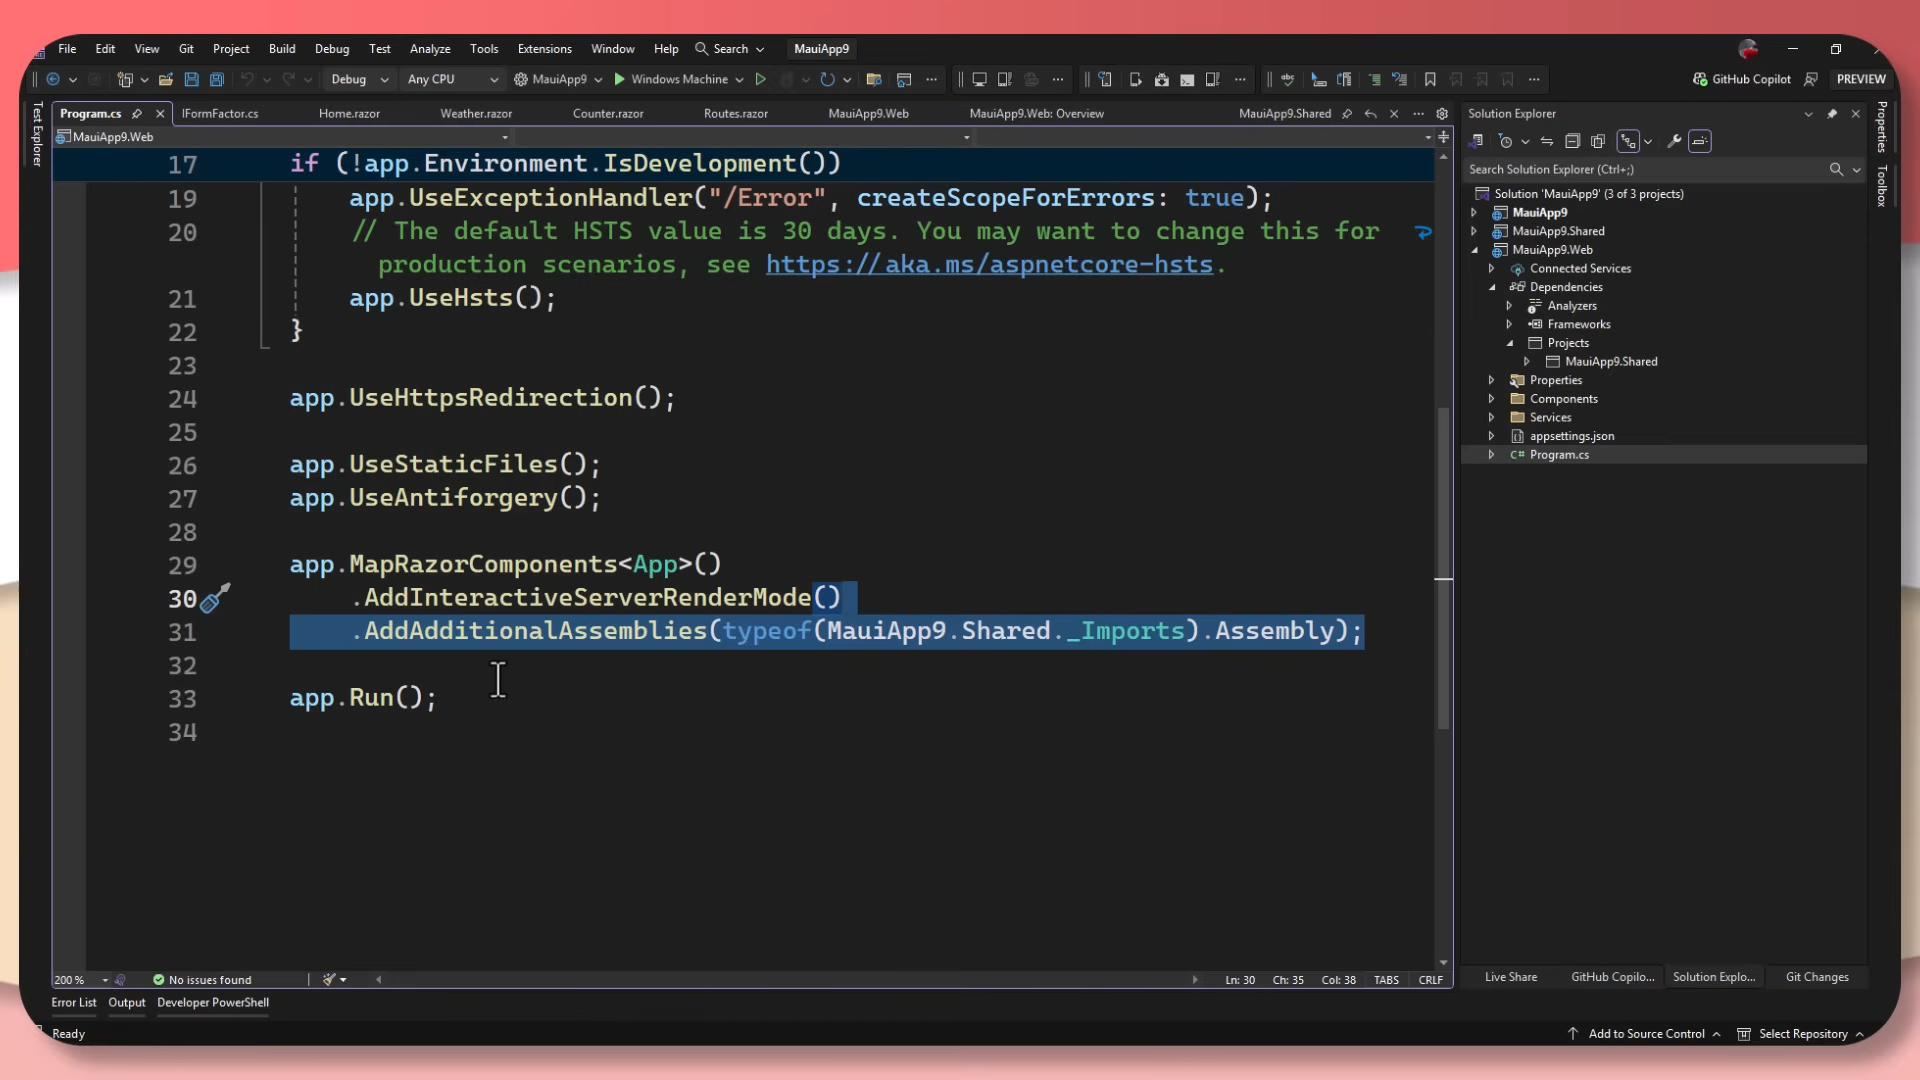 File Edit View Git Project Build Debug Test Analyze Tools Extensions Window Help Search MauiApp9
Debug Any CPU MauiApp9 Windows Machine GitHub Copilot PREVIEW
Test Explorer
Program.cs IFormFactor.cs Home.razor Weather.razor Counter.razor Routes.razor MauiApp9.Web MauiApp9.Web: Overview MauiApp9.Shared
MauiApp9.Web
17 if (!app.Environment.IsDevelopment())
19 app.UseExceptionHandler("/Error", createScopeForErrors: true);
20 // The default HSTS value is 30 days. You may want to change this for
production scenarios, see https://aka.ms/aspnetcore-hsts.
21 app.UseHsts();
22 }
23
24 app.UseHttpsRedirection();
25
26 app.UseStaticFiles();
27 app.UseAntiforgery();
28
29 app.MapRazorComponents<App>()
30 .AddInteractiveServerRenderMode()
31 .AddAdditionalAssemblies(typeof(MauiApp9.Shared._Imports).Assembly);
32
33 app.Run();
34
200 % No issues found Ln: 30 Ch: 35 Col: 38 TABS CRLF
Error List Output Developer PowerShell
Ready
Solution Explorer
Search Solution Explorer (Ctrl+;)
Solution 'MauiApp9' (3 of 3 projects)
MauiApp9
MauiApp9.Shared
MauiApp9.Web
Connected Services
Dependencies
Analyzers
Frameworks
Projects
MauiApp9.Shared
Properties
Components
Services
appsettings.json
C# Program.cs
Live Share GitHub Copilo... Solution Explo... Git Changes
Add to Source Control Select Repository
Properties
Toolbox